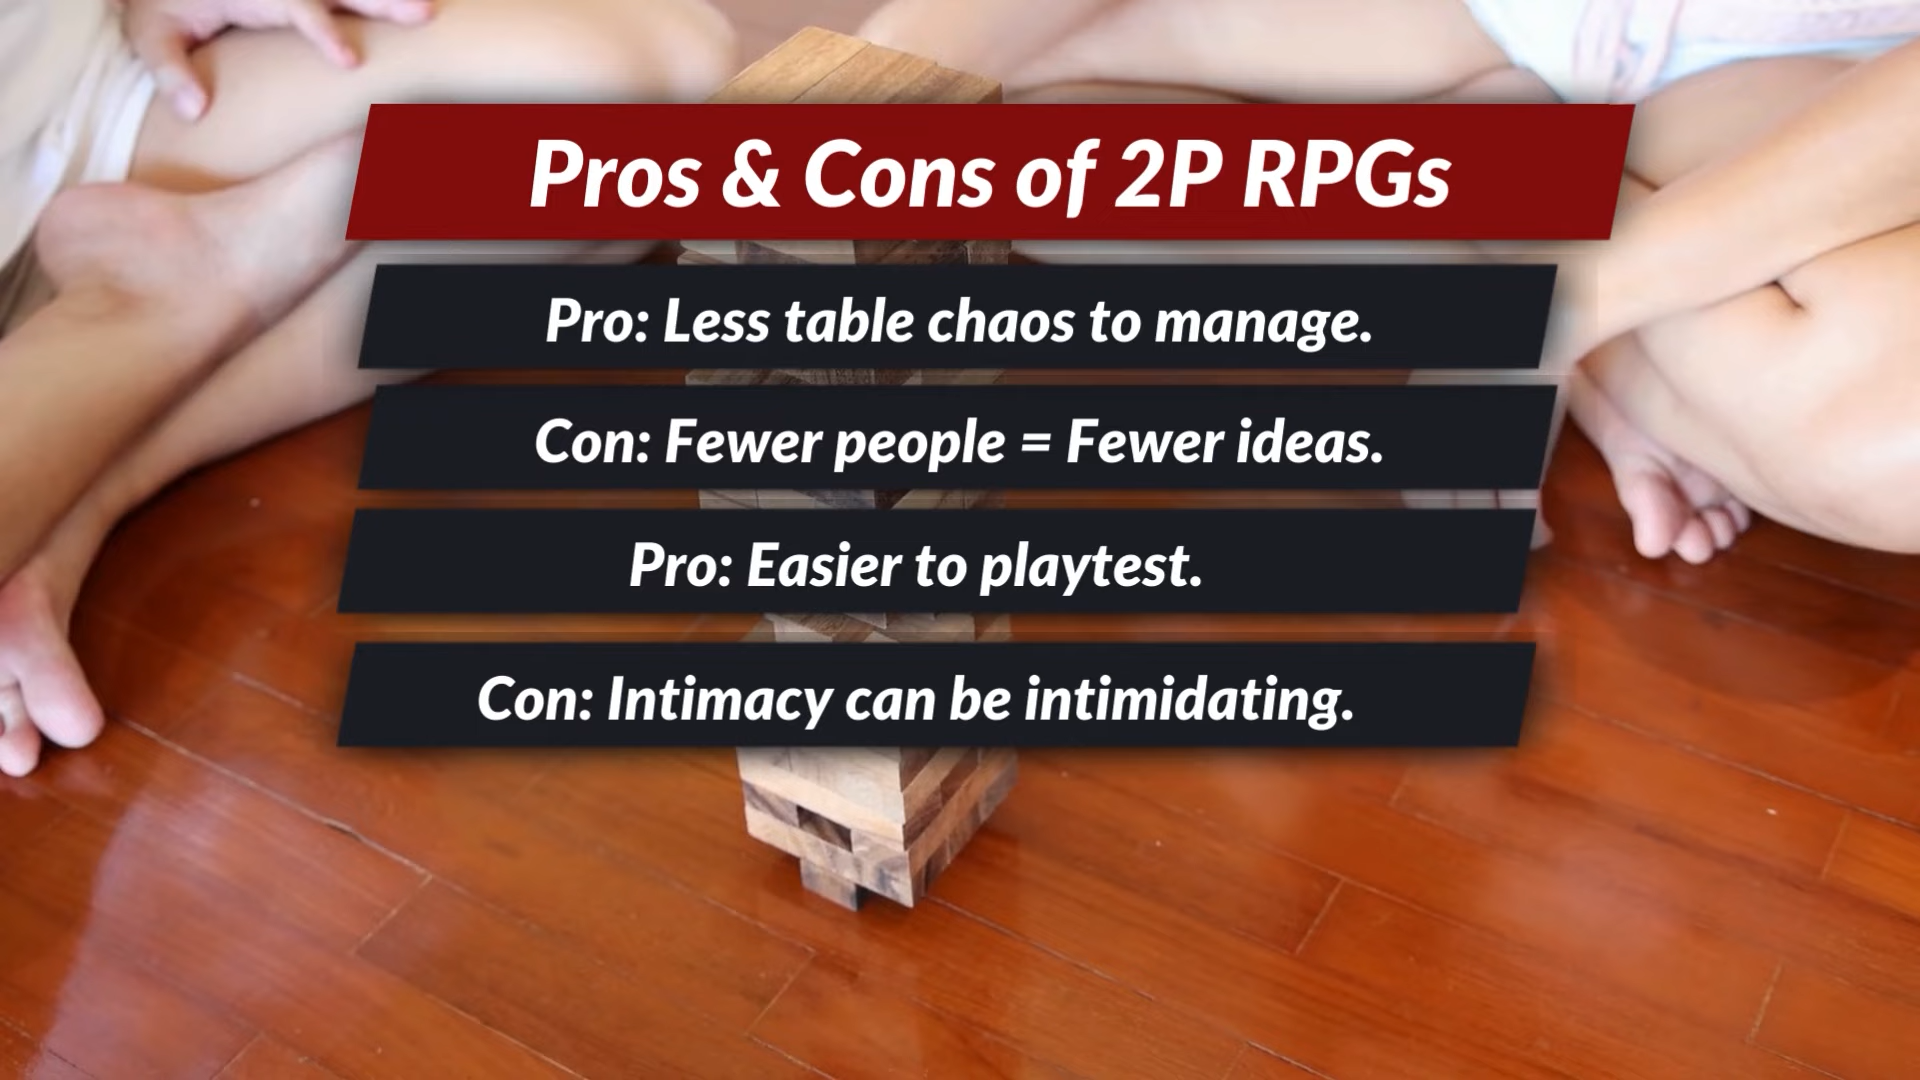 Pros & Cons of 2P RPGs
Pro: Less table chaos to manage.
Con: Fewer people = Fewer ideas.
Pro: Easier to playtest.
Con: Intimacy can be intimidating.